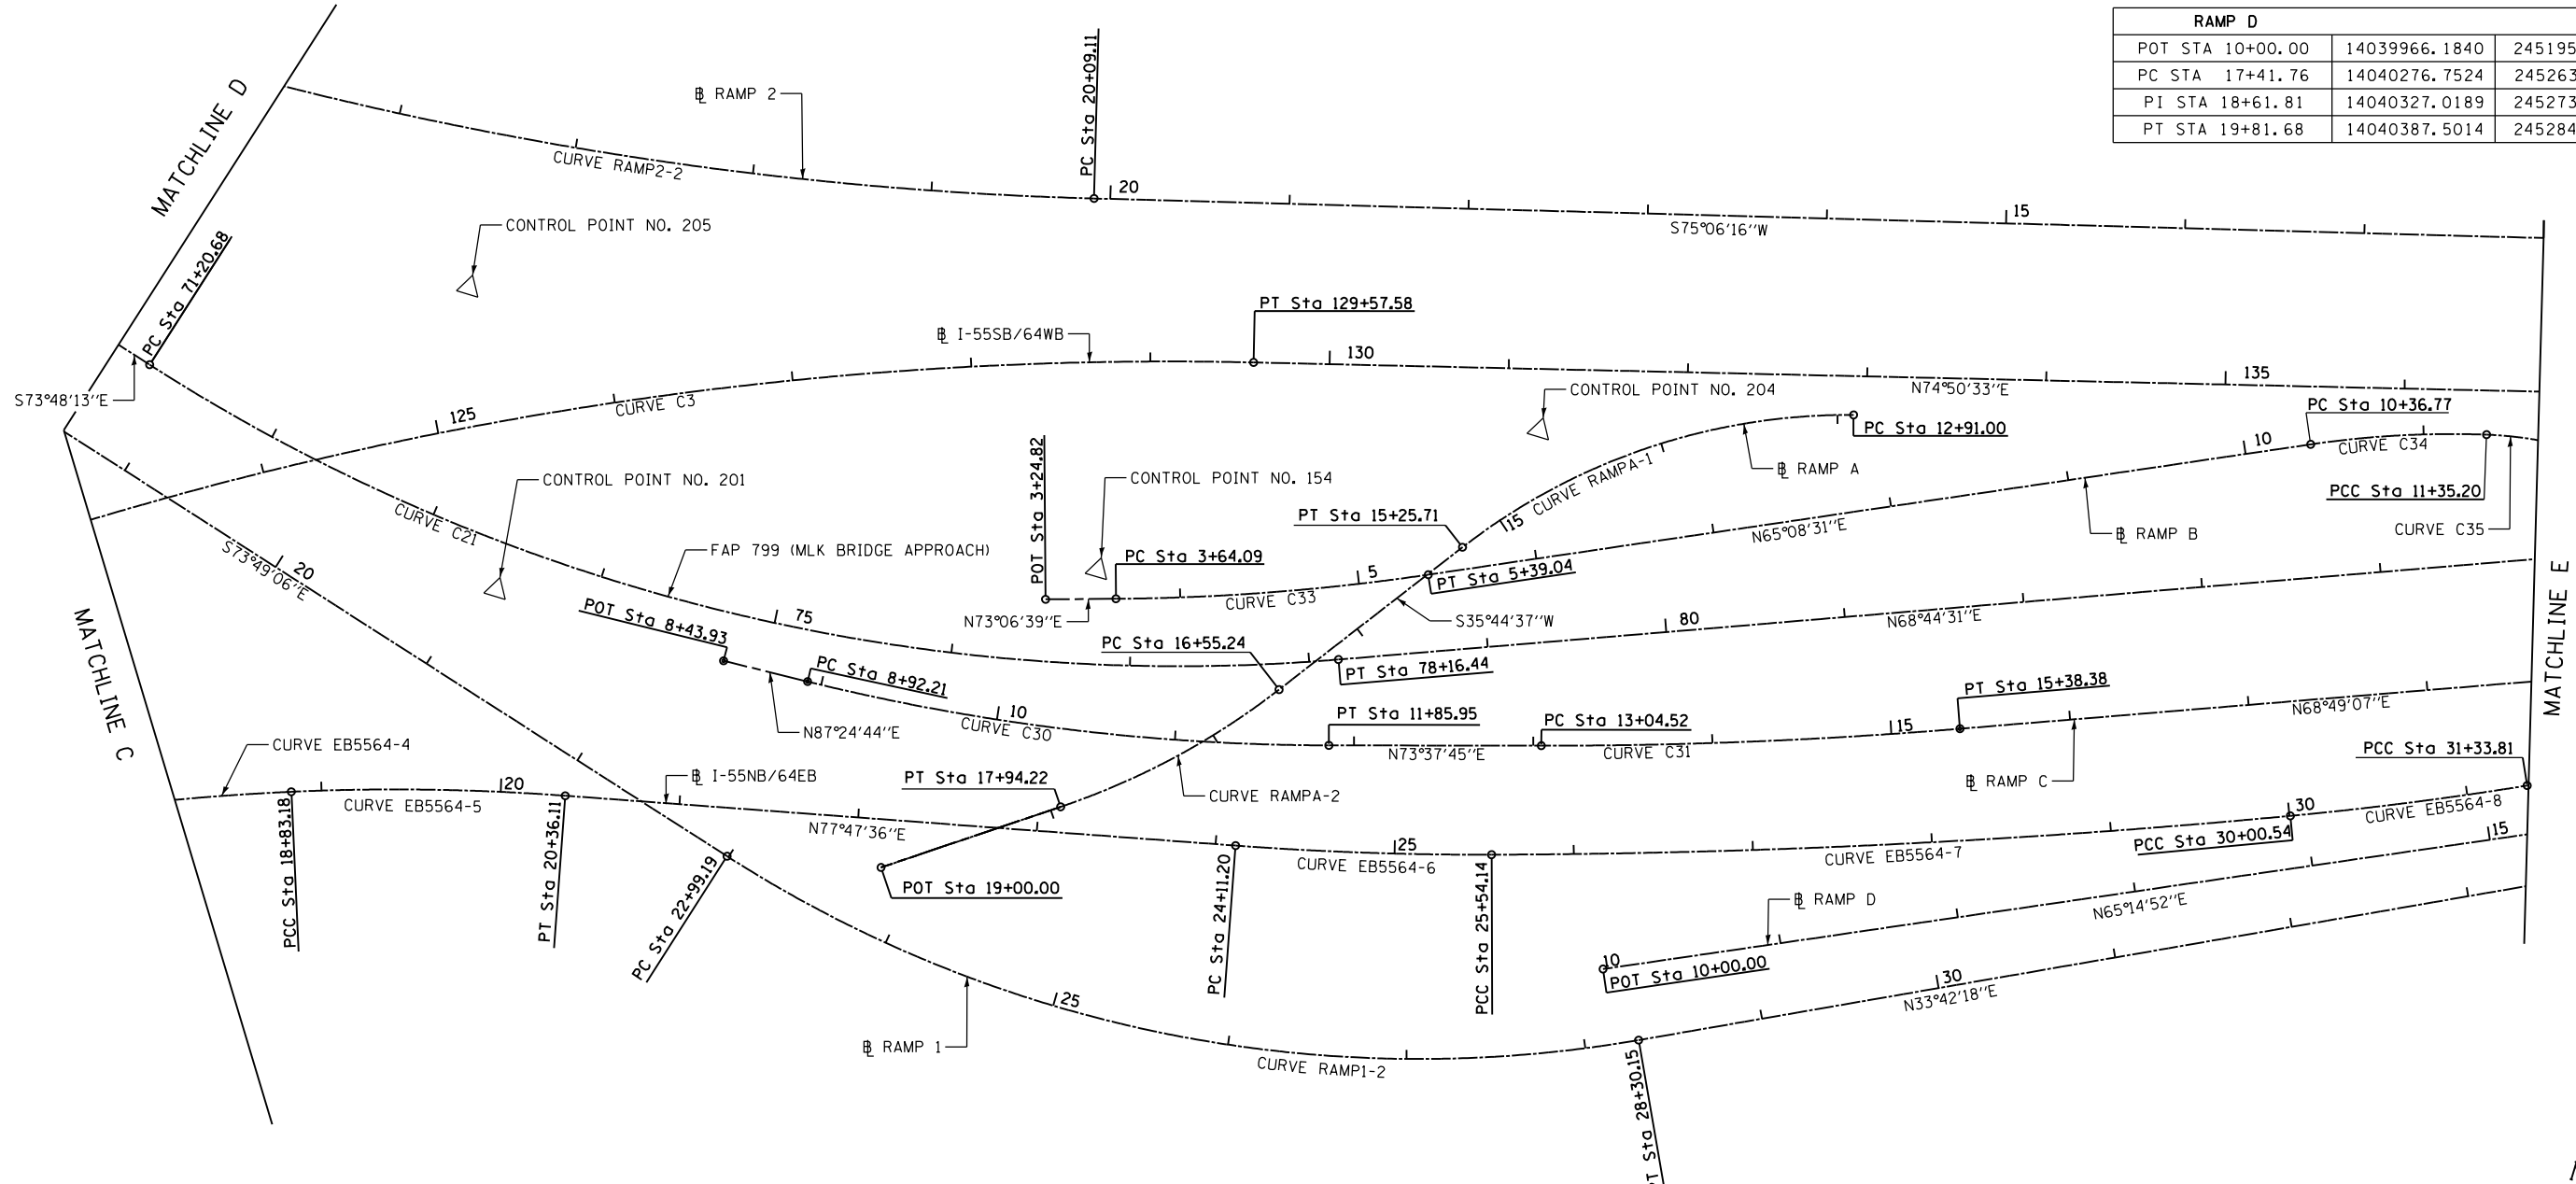 RAMP D
POT STA 10+00.00 14039966.1840 245195
PC STA 17+41.76 14040276.7524 245263
PI STA 18+61.81 14040327.0189 245273
PT STA 19+81.68 14040387.5014 245284
MATCHLINE D
℄ RAMP 2
CURVE RAMP2-2
PC Sta 20+09.11
20
15
S75°06'16''W
CONTROL POINT NO. 205
PC Sta 71+20.68
S73°48'13''E
℄ I-55SB/64WB
PT Sta 129+57.58
125
CURVE C3
130
135
N74°50'33''E
CONTROL POINT NO. 204
PC Sta 12+91.00
℄ RAMP A
CURVE RAMPA-1
15
PT Sta 15+25.71
PC Sta 10+36.77
10
CURVE C34
PCC Sta 11+35.20
CURVE C35
℄ RAMP B
N65°08'31''E
CONTROL POINT NO. 201
CURVE C21
S73°49'06''E
20
FAP 799 (MLK BRIDGE APPROACH)
CONTROL POINT NO. 154
POT Sta 3+24.82
PC Sta 3+64.09
5
PT Sta 5+39.04
CURVE C33
N73°06'39''E
S35°44'37''W
75
80
N68°44'31''E
PC Sta 16+55.24
PT Sta 78+16.44
POT Sta 8+43.93
PC Sta 8+92.21
N87°24'44''E
10
CURVE C30
PT Sta 11+85.95
N73°37'45''E
PC Sta 13+04.52
CURVE C31
15
PT Sta 15+38.38
N68°49'07''E
℄ RAMP C
MATCHLINE C
MATCHLINE E
CURVE EB5564-4
PCC Sta 18+83.18
CURVE EB5564-5
20
PT Sta 20+36.11
℄ I-55NB/64EB
N77°47'36''E
PT Sta 17+94.22
CURVE RAMPA-2
POT Sta 19+00.00
PC Sta 22+99.19
PC Sta 24+11.20
25
CURVE EB5564-6
PCC Sta 25+54.14
CURVE EB5564-7
PCC Sta 30+00.54
30
CURVE EB5564-8
PCC Sta 31+33.81
15
℄ RAMP D
N65°14'52''E
10
POT Sta 10+00.00
30
N33°42'18''E
25
℄ RAMP 1
CURVE RAMP1-2
Sta 28+30.15